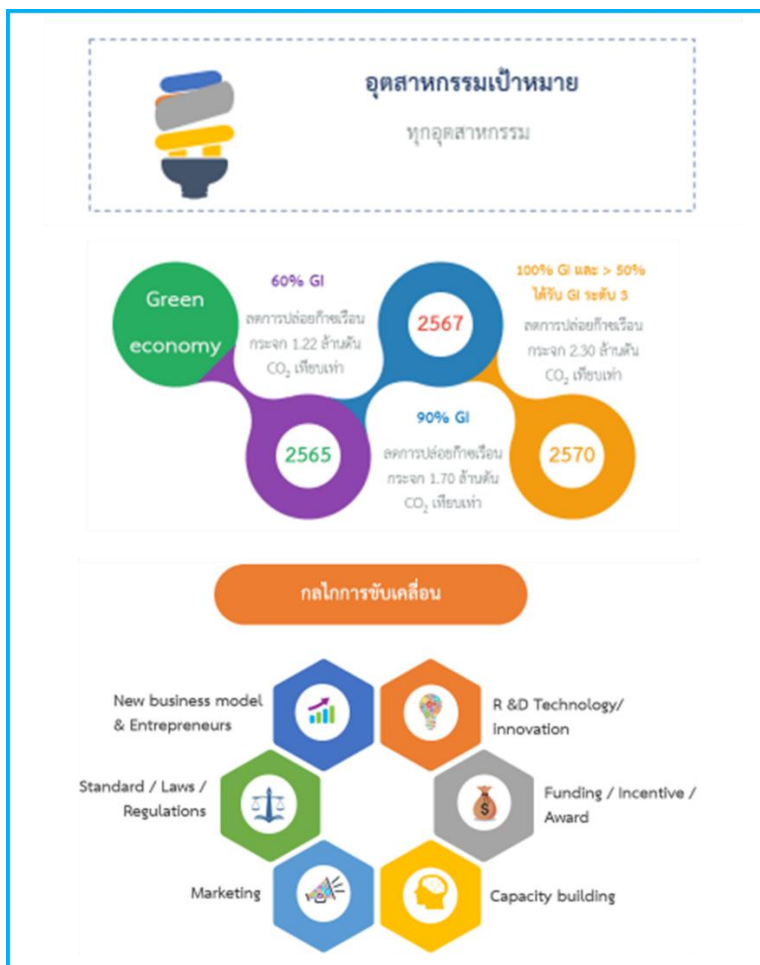 อุตสาหกรรมเป้าหมาย
ทุกอุตสาหกรรม
Green
economy
60% GI
ลดการปล่อยก๊าซเรือน
กระจก 1.22 ล้านตัน
CO₂ เทียบเท่า
2565
2567
90% GI
ลดการปล่อยก๊าซเรือน
กระจก 1.70 ล้านตัน
CO₂ เทียบเท่า
100% GI และ > 50%
ได้รับ GI ระดับ 3
ลดการปล่อยก๊าซเรือน
กระจก 2.30 ล้านตัน
CO₂ เทียบเท่า
2570
กลไกการขับเคลื่อน
New business model
& Entrepreneurs
R &D Technology/
innovation
Standard / Laws /
Regulations
Funding / Incentive /
Award
Marketing
Capacity building